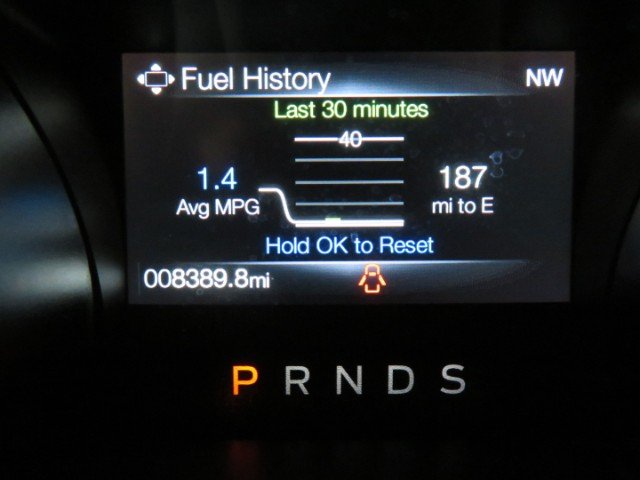 Fuel History NW
Last 30 minutes
40
1.4 187
Avg MPG mi to E
Hold OK to Reset
008389.8mi
P R N D S